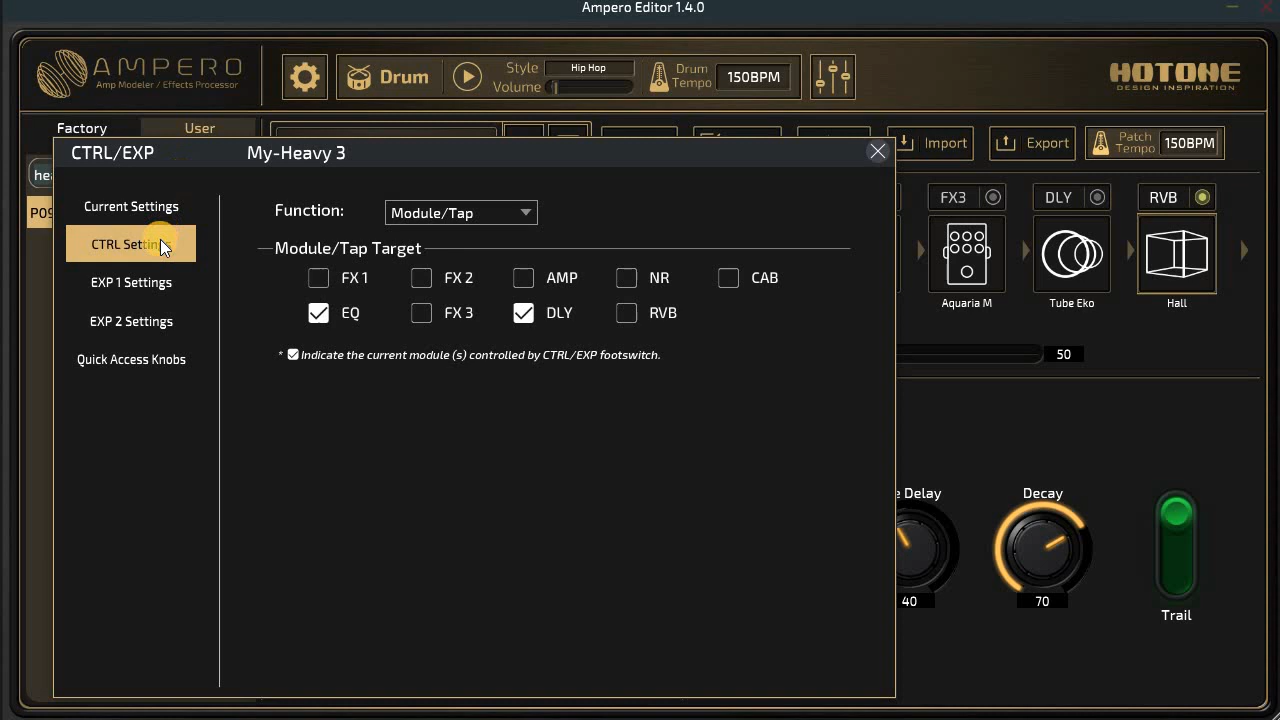 Ampero Editor 1.4.0
AMPERO
Amp Modeler / Effects Processor
Drum
Style
Hip Hop
Volume
Drum
Tempo
150BPM
HOTONE
DESIGN INSPIRATION
Factory
User
Import
Export
Patch
Tempo
150BPM
CTRL/EXP
My-Heavy 3
Current Settings
CTRL Settings
EXP 1 Settings
EXP 2 Settings
Quick Access Knobs
Function:
Module/Tap
Module/Tap Target
FX 1
FX 2
AMP
NR
CAB
EQ
FX 3
DLY
RVB
* Indicate the current module (s) controlled by CTRL/EXP footswitch.
FX3
DLY
RVB
Aquaria M
Tube Eko
Hall
50
Delay
Decay
40
70
Trail